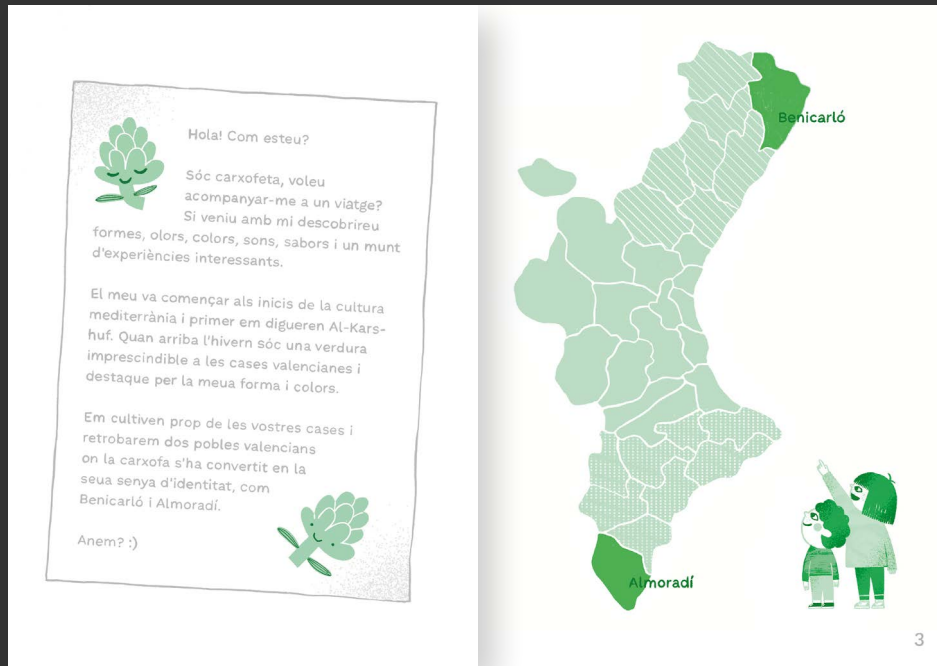 Hola! Com esteu?
Sóc carxofeta, voleu
acompanyar-me a un viatge?
Si veniu amb mi descobrireu
formes, olors, colors, sons, sabors i un munt
d'experiències interessants.
El meu va començar als inicis de la cultura
mediterrània i primer em digueren Al-Kars-
huf. Quan arriba l'hivern sóc una verdura
imprescindible a les cases valencianes i
destaque per la meua forma i colors.
Em cultiven prop de les vostres cases i
retrobarem dos pobles valencians
on la carxofa s'ha convertit en la
seua senya d'identitat, com
Benicarló i Almoradí.
Anem? :)
Benicarló
Almoradí
3